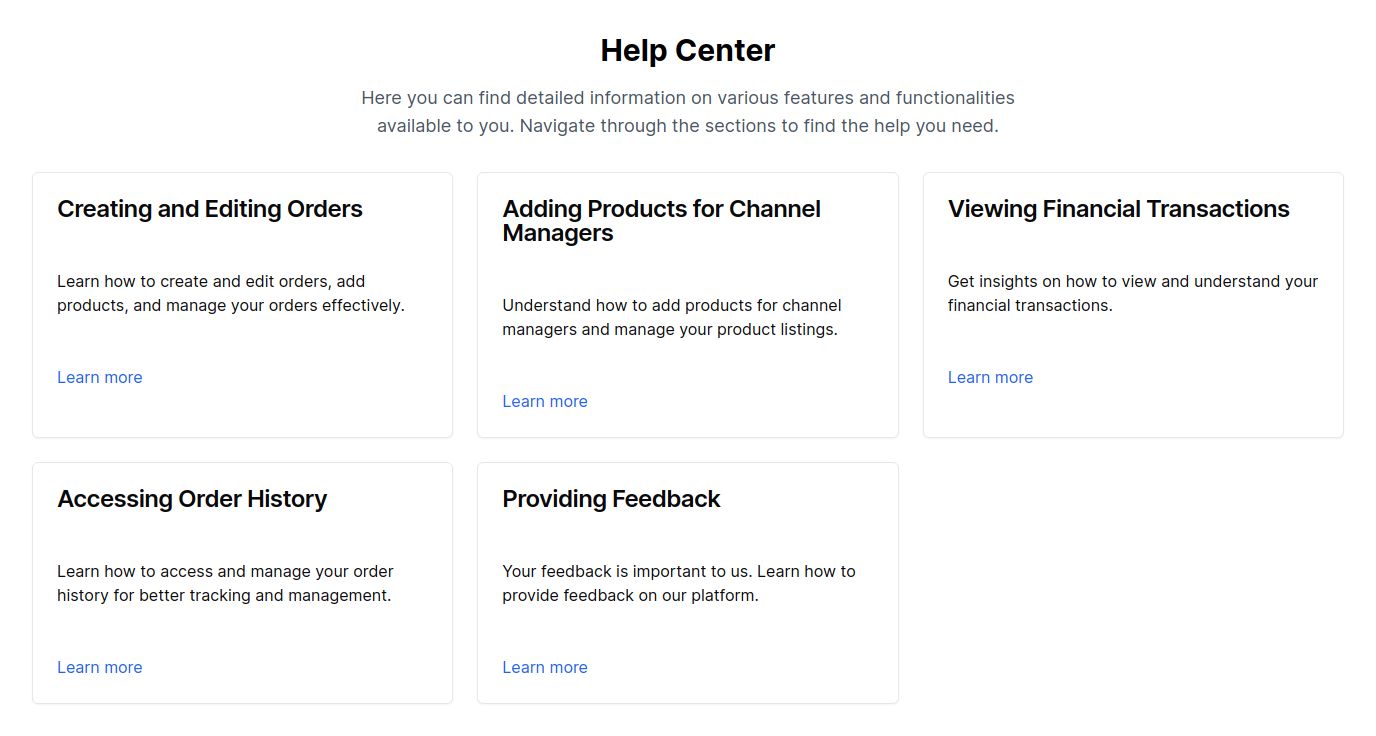 Help Center
Here you can find detailed information on various features and functionalities
available to you. Navigate through the sections to find the help you need.
Creating and Editing Orders
Learn how to create and edit orders, add
products, and manage your orders effectively.
Learn more
Adding Products for Channel
Managers
Understand how to add products for channel
managers and manage your product listings.
Learn more
Viewing Financial Transactions
Get insights on how to view and understand your
financial transactions.
Learn more
Accessing Order History
Learn how to access and manage your order
history for better tracking and management.
Learn more
Providing Feedback
Your feedback is important to us. Learn how to
provide feedback on our platform.
Learn more